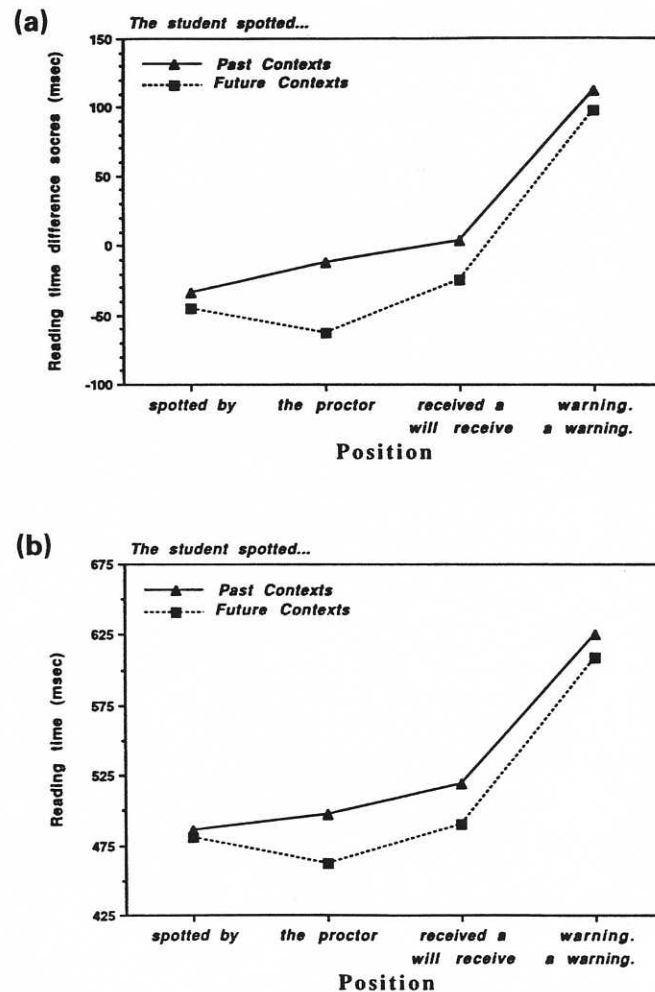 (a)
The student spotted...
150
100
50
0
-50
-100
Reading time difference socres (msec)
Past Contexts
Future Contexts
spotted by the proctor received a warning.
will receive a warning.
Position
(b)
The student spotted...
675
625
575
525
475
425
Reading time (msec)
Past Contexts
Future Contexts
spotted by the proctor received a warning.
will receive a warning.
Position